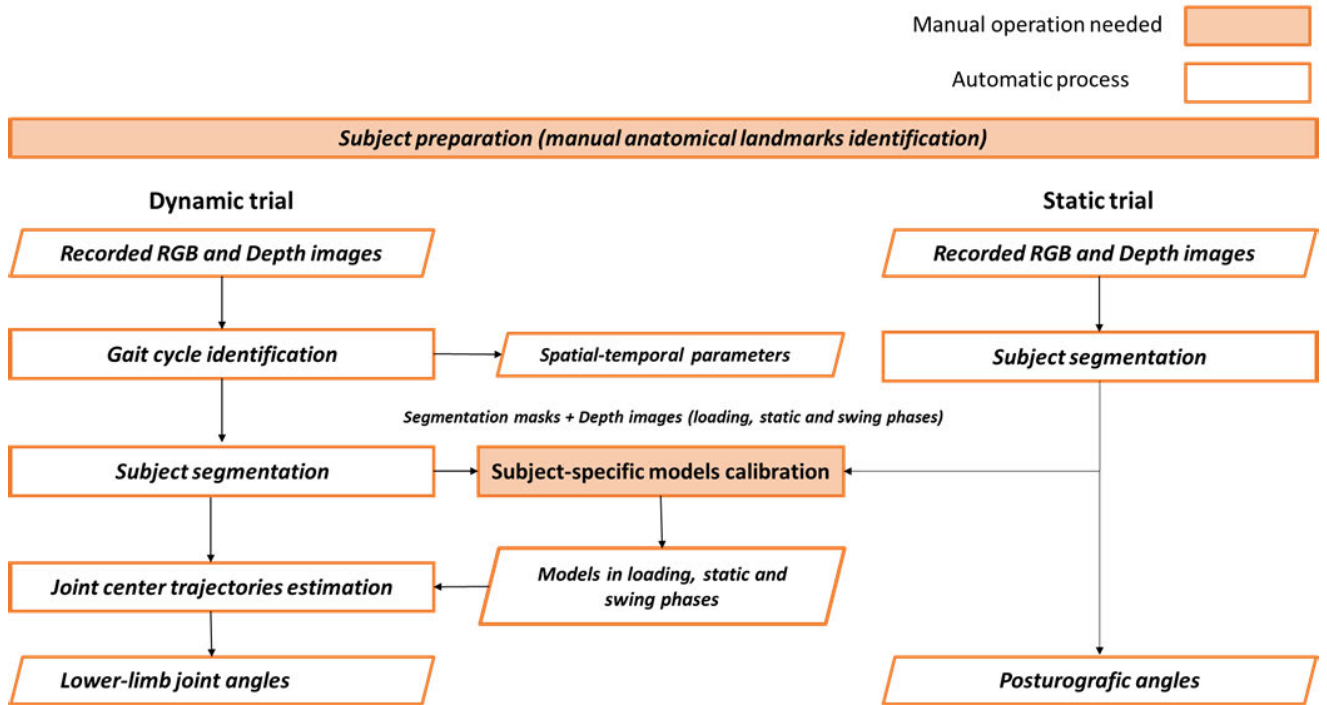 Manual operation needed
Automatic process
Subject preparation (manual anatomical landmarks identification)
Dynamic trial
Static trial
Recorded RGB and Depth images
Recorded RGB and Depth images
Gait cycle identification
Spatial-temporal parameters
Subject segmentation
Segmentation masks + Depth images (loading, static and swing phases)
Subject segmentation
Subject-specific models calibration
Joint center trajectories estimation
Models in loading, static and
swing phases
Lower-limb joint angles
Posturografic angles